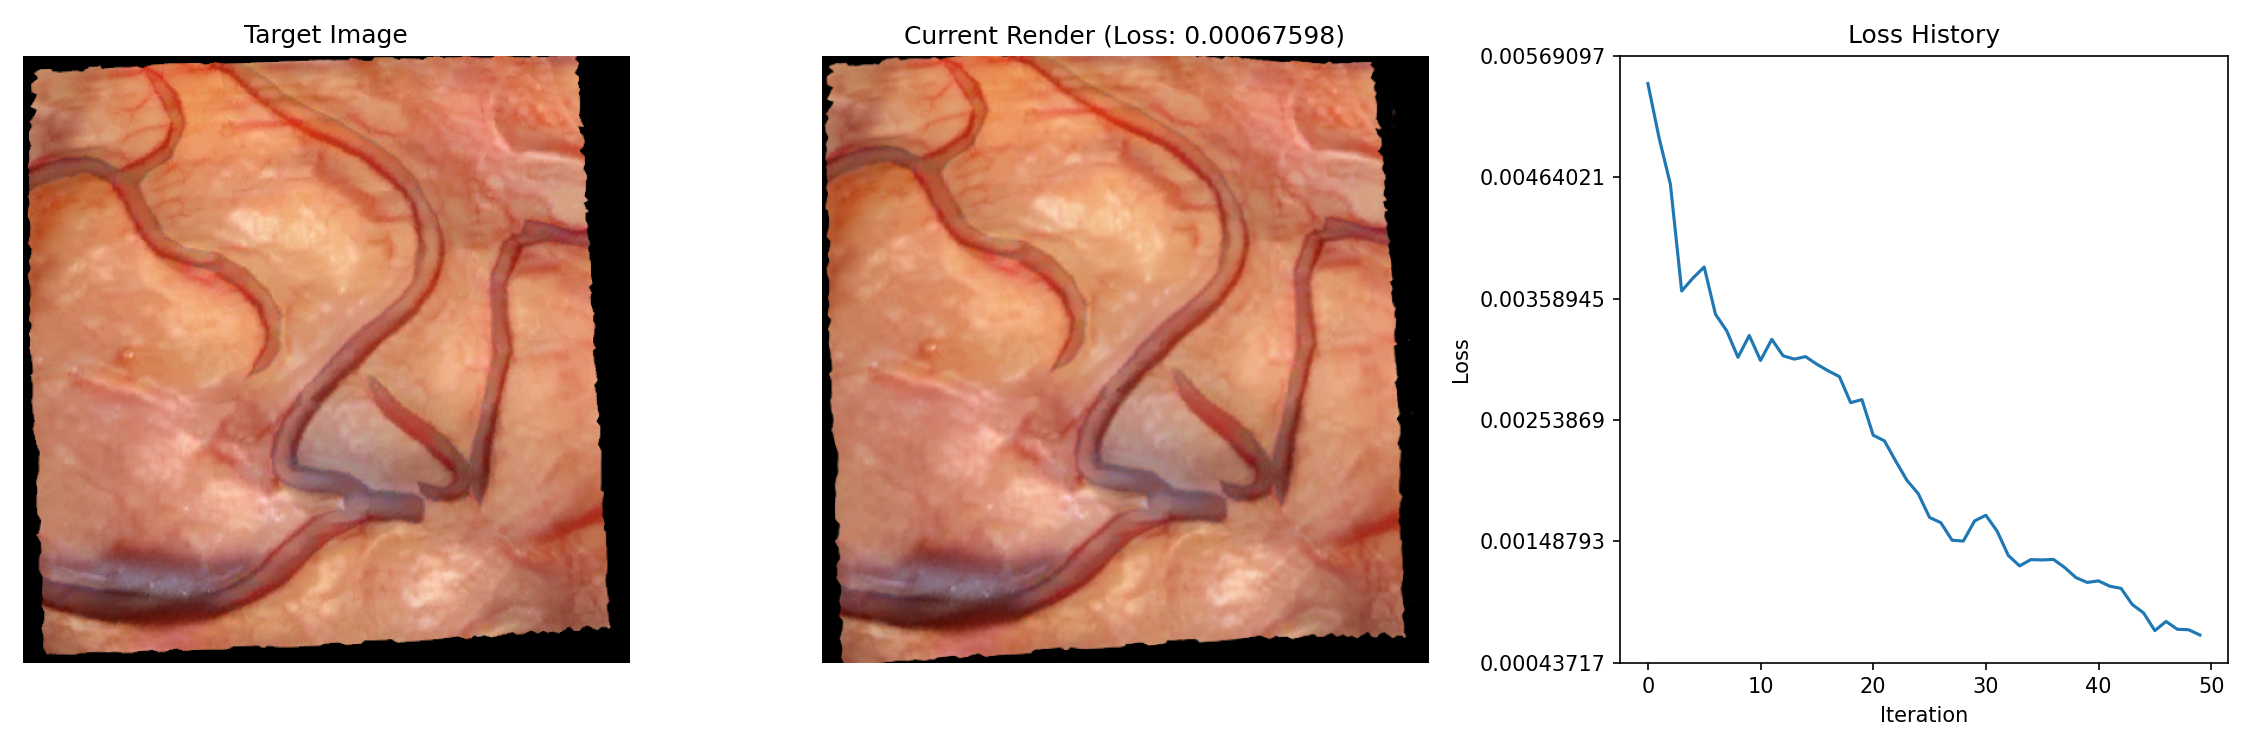 Target Image
Current Render (Loss: 0.00067598)
Loss History
0.00569097
0.00464021
0.00358945
0.00253869
0.00148793
0.00043717
Loss
0 10 20 30 40 50
Iteration